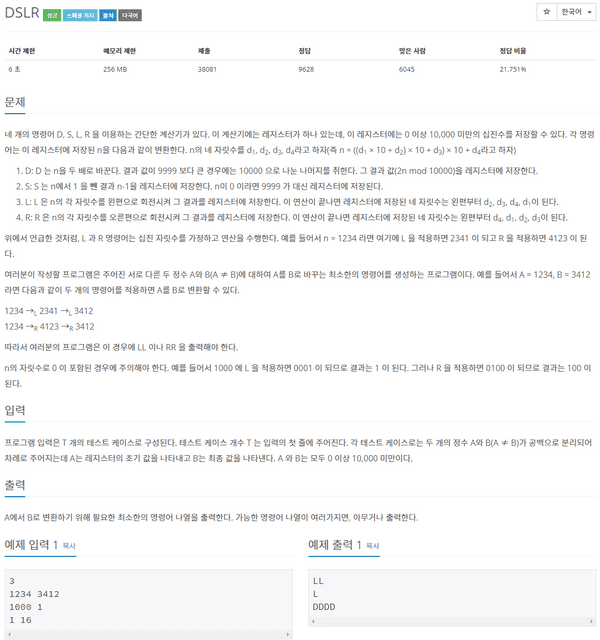 DSLR 성공 스페셜 저지 출처 다국어
☆ 한국어
시간 제한 메모리 제한 제출 정답 맞은 사람 정답 비율
6 초 256 MB 38081 9628 6045 21.751%
문제
네 개의 명령어 D, S, L, R 을 이용하는 간단한 계산기가 있다. 이 계산기에는 레지스터가 하나 있는데, 이 레지스터에는 0 이상 10,000 미만의 십진수를 저장할 수 있다. 각 명령
어는 이 레지스터에 저장된 n을 다음과 같이 변환한다. n의 네 자릿수를 d1, d2, d3, d4라고 하자(즉 n = ((d1 × 10 + d2) × 10 + d3) × 10 + d4라고 하자)
1. D: D 는 n을 두 배로 바꾼다. 결과 값이 9999 보다 큰 경우에는 10000 으로 나눈 나머지를 취한다. 그 결과 값(2n mod 10000)을 레지스터에 저장한다.
2. S: S 는 n에서 1 을 뺀 결과 n-1을 레지스터에 저장한다. n이 0 이라면 9999 가 대신 레지스터에 저장된다.
3. L: L 은 n의 각 자릿수를 왼편으로 회전시켜 그 결과를 레지스터에 저장한다. 이 연산이 끝나면 레지스터에 저장된 네 자릿수는 왼편부터 d2, d3, d4, d1이 된다.
4. R: R 은 n의 각 자릿수를 오른편으로 회전시켜 그 결과를 레지스터에 저장한다. 이 연산이 끝나면 레지스터에 저장된 네 자릿수는 왼편부터 d4, d1, d2, d3이 된다.
위에서 언급한 것처럼, L 과 R 명령어는 십진 자릿수를 가정하고 연산을 수행한다. 예를 들어서 n = 1234 라면 여기에 L 을 적용하면 2341 이 되고 R 을 적용하면 4123 이 된
다.
여러분이 작성할 프로그램은 주어진 서로 다른 두 정수 A와 B(A ≠ B)에 대하여 A를 B로 바꾸는 최소한의 명령어를 생성하는 프로그램이다. 예를 들어서 A = 1234, B = 3412
라면 다음과 같이 두 개의 명령어를 적용하면 A를 B로 변환할 수 있다.
1234 →L 2341 →L 3412
1234 →R 4123 →R 3412
따라서 여러분의 프로그램은 이 경우에 LL 이나 RR 을 출력해야 한다.
n의 자릿수로 0 이 포함된 경우에 주의해야 한다. 예를 들어서 1000 에 L 을 적용하면 0001 이 되므로 결과는 1 이 된다. 그러나 R 을 적용하면 0100 이 되므로 결과는 100 이
된다.
입력
프로그램 입력은 T 개의 테스트 케이스로 구성된다. 테스트 케이스 개수 T 는 입력의 첫 줄에 주어진다. 각 테스트 케이스로는 두 개의 정수 A와 B(A ≠ B)가 공백으로 분리되어
차례로 주어지는데 A는 레지스터의 초기 값을 나타내고 B는 최종 값을 나타낸다. A 와 B는 모두 0 이상 10,000 미만이다.
출력
A에서 B로 변환하기 위해 필요한 최소한의 명령어 나열을 출력한다. 가능한 명령어 나열이 여러가지면, 아무거나 출력한다.
예제 입력 1 복사
3
1234 3412
1000 1
1 16
예제 출력 1 복사
LL
L
DDDD